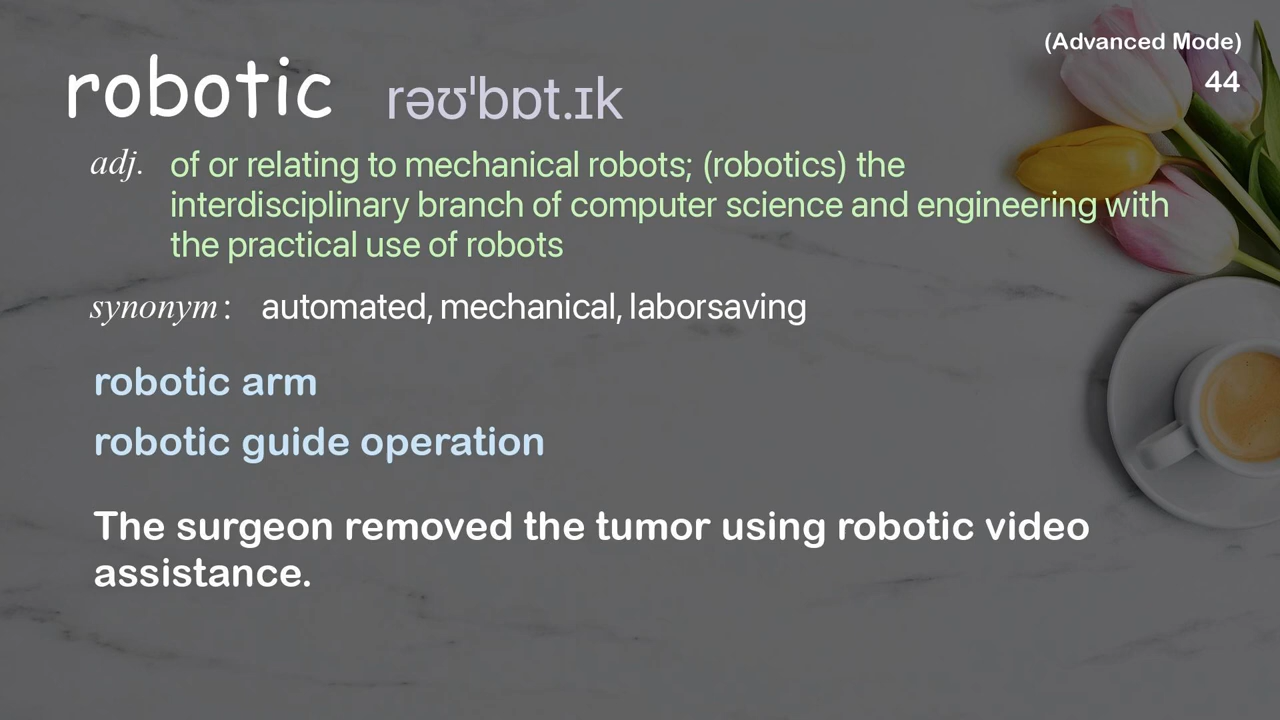 (Advanced Mode)
44
robotic rəʊˈbɒt.ɪk
adj. of or relating to mechanical robots; (robotics) the
interdisciplinary branch of computer science and engineering with
the practical use of robots
synonym: automated, mechanical, laborsaving
robotic arm
robotic guide operation
The surgeon removed the tumor using robotic video
assistance.